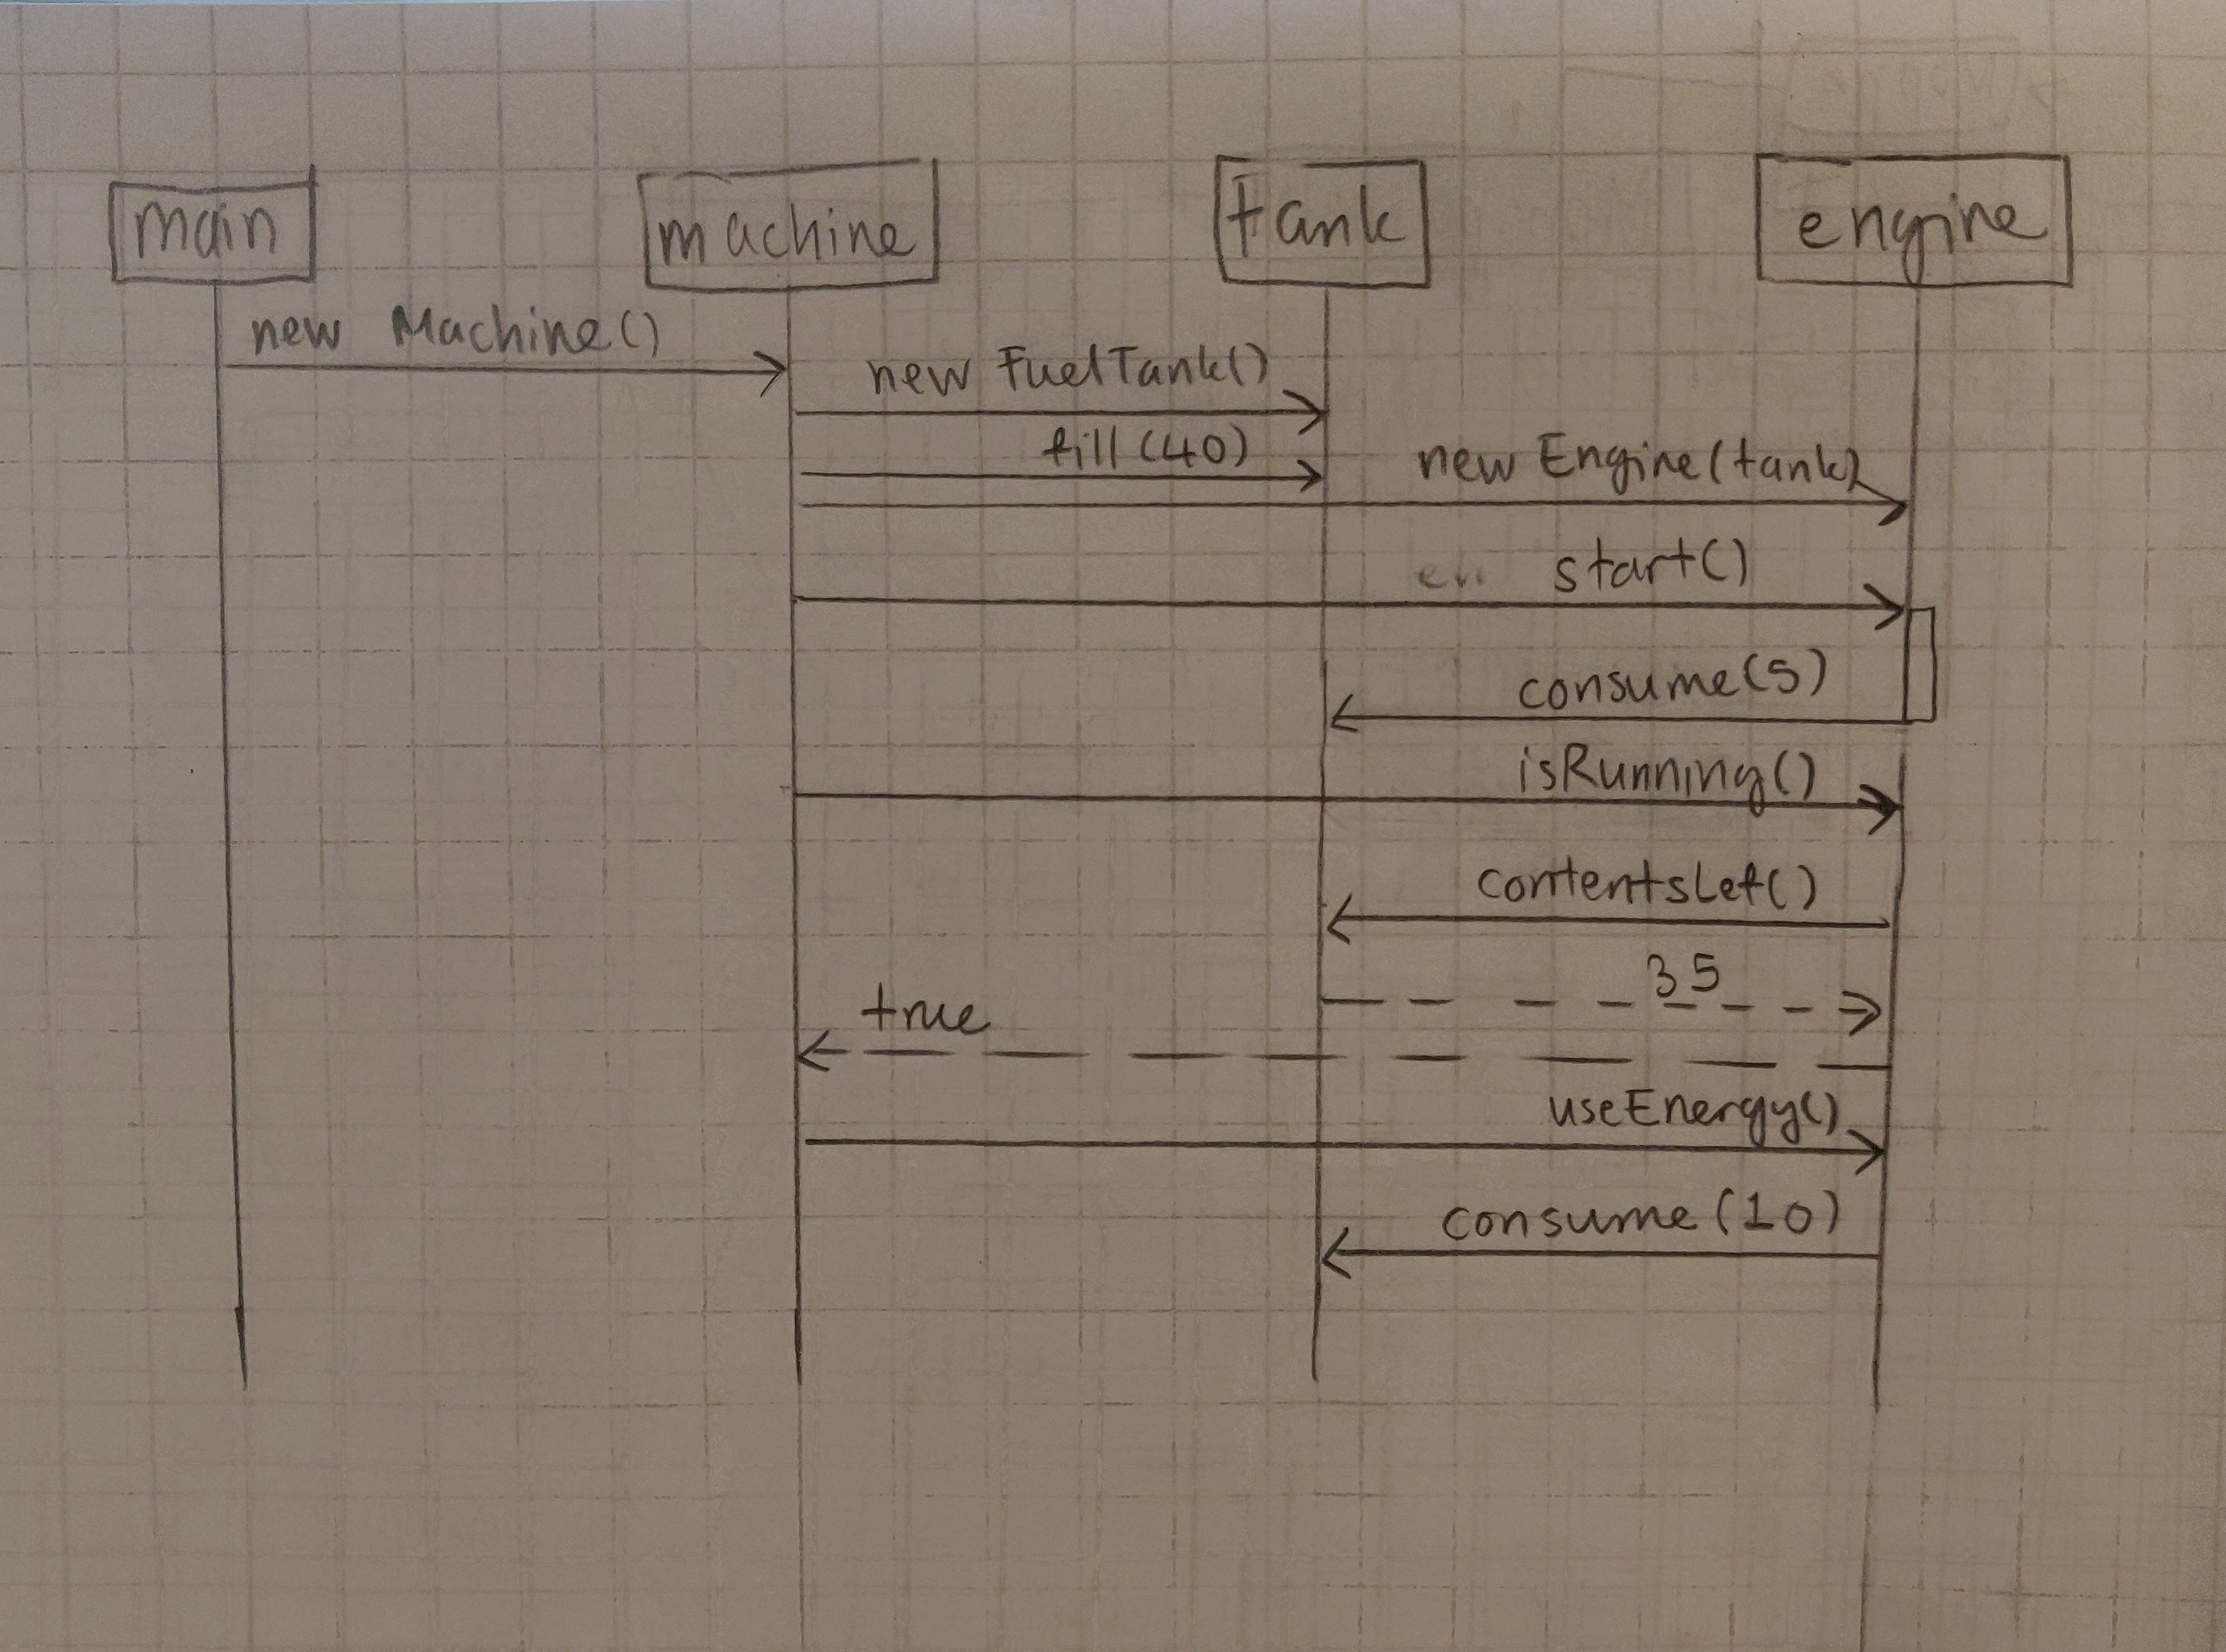 main
machine
tank
engine
new Machine()
new FuelTank()
fill(40)
new Engine(tank)
start()
consume(5)
isRunning()
contentsLef()
35
true
useEnergy()
consume(10)